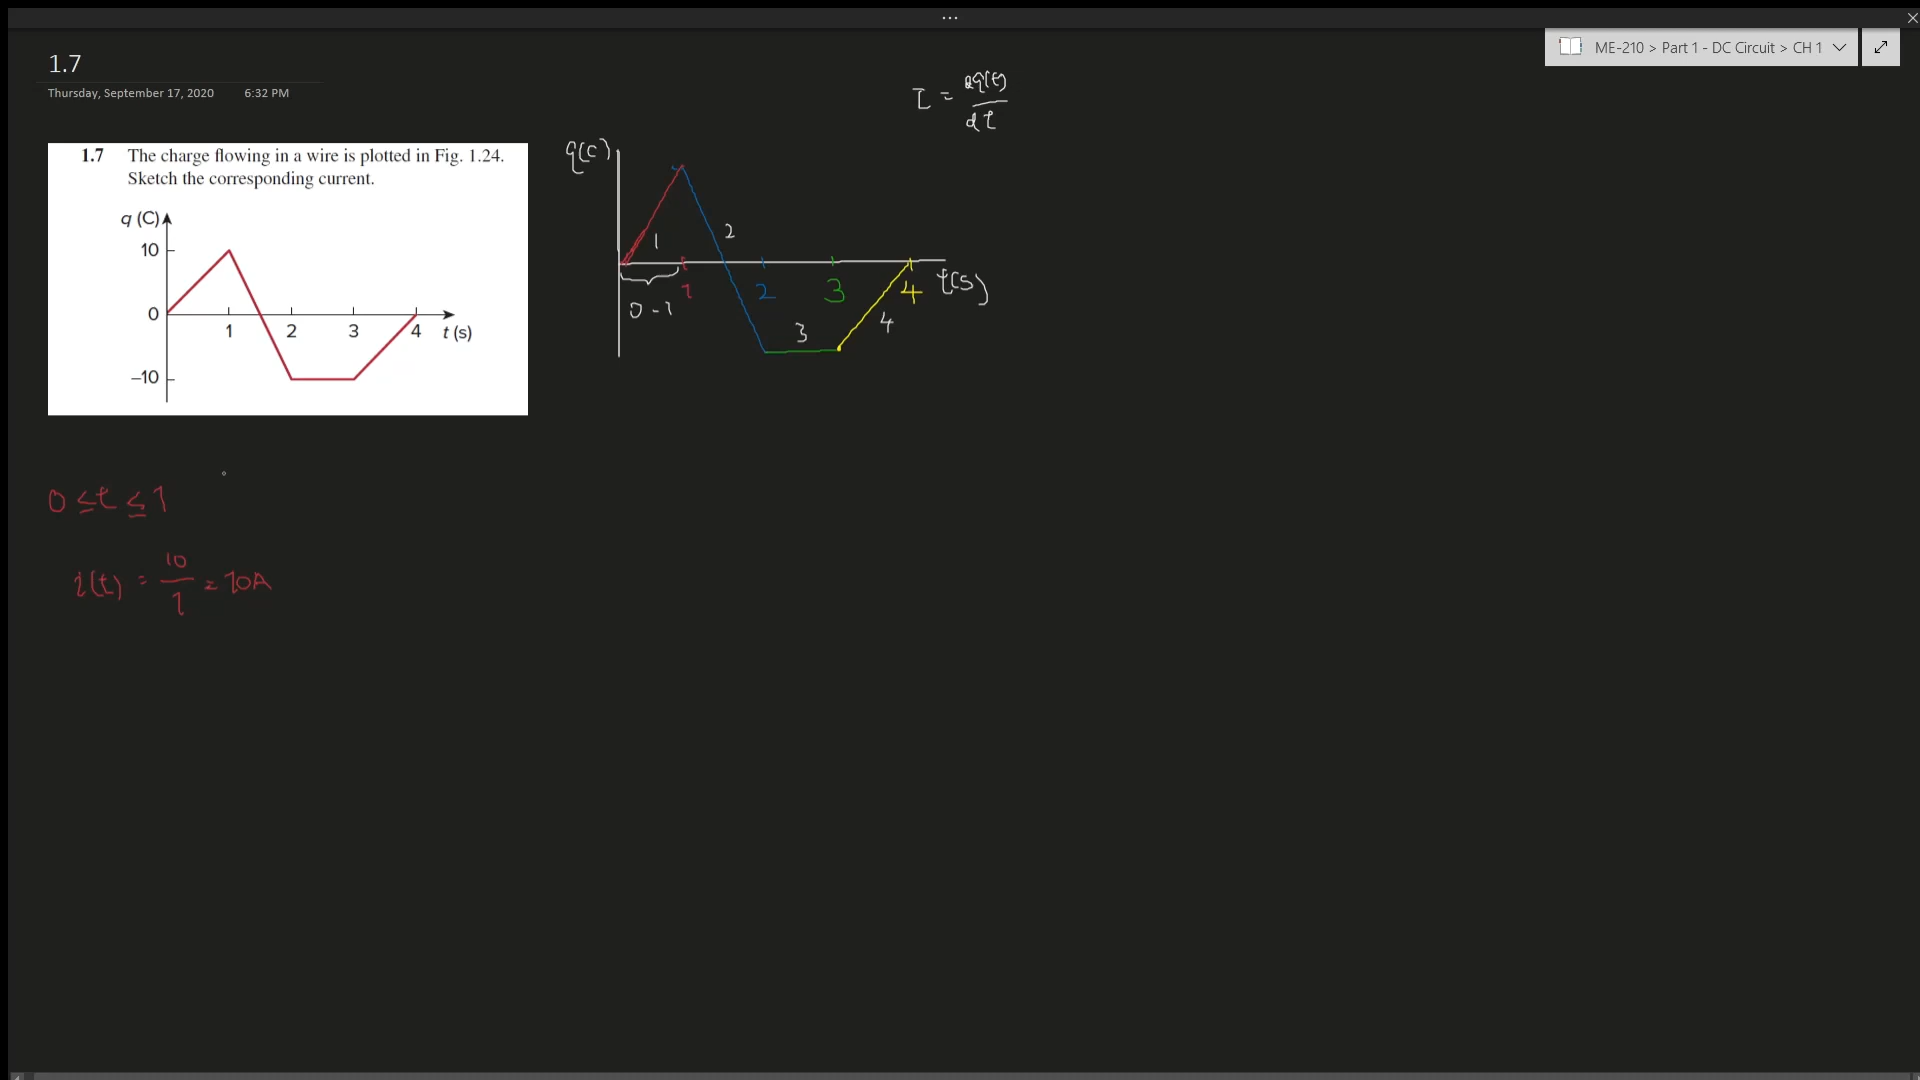 ...
ME-210 > Part 1 - DC Circuit > CH 1
1.7
Thursday, September 17, 2020 6:32 PM
I = dq(t)
dt
1.7 The charge flowing in a wire is plotted in Fig. 1.24.
Sketch the corresponding current.
q (C)
10
0
1 2 3 4 t (s)
−10
q(C)
1
2
1 2 3 4 t(s)
0-1
3
4
0 ≤ t ≤ 1
i(t) = 10
1
= 10A